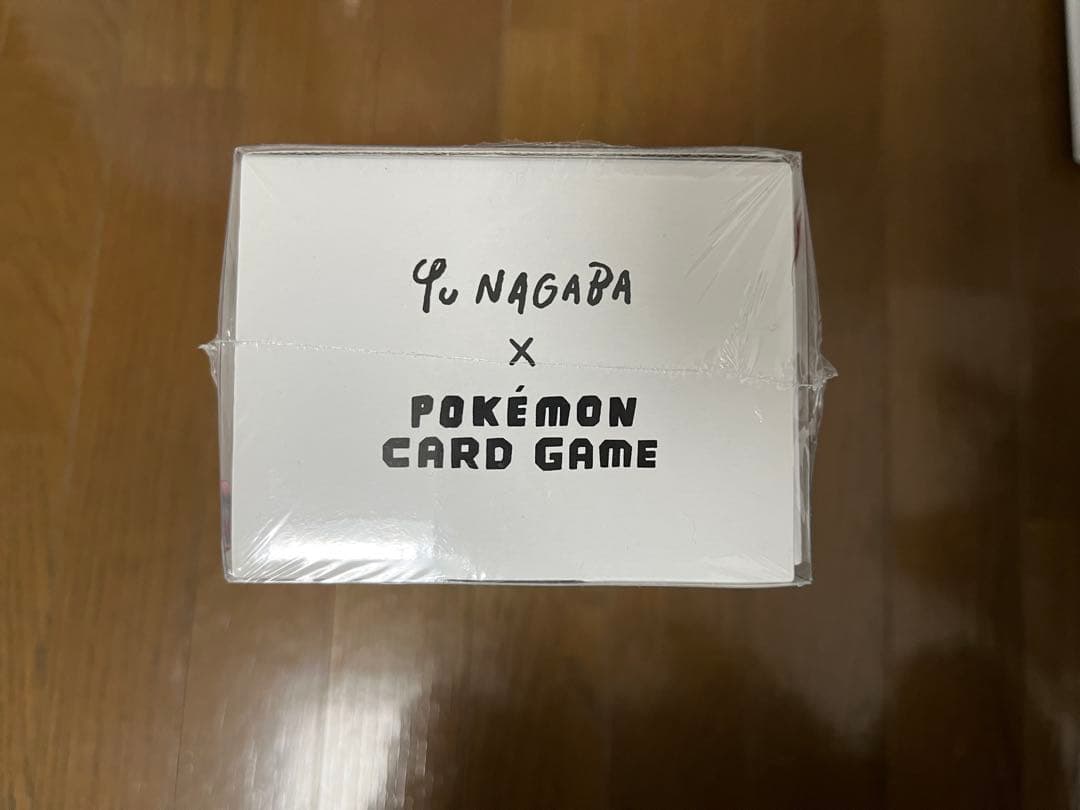 Yu NAGABA
×
POKÉMON
CARD GAME